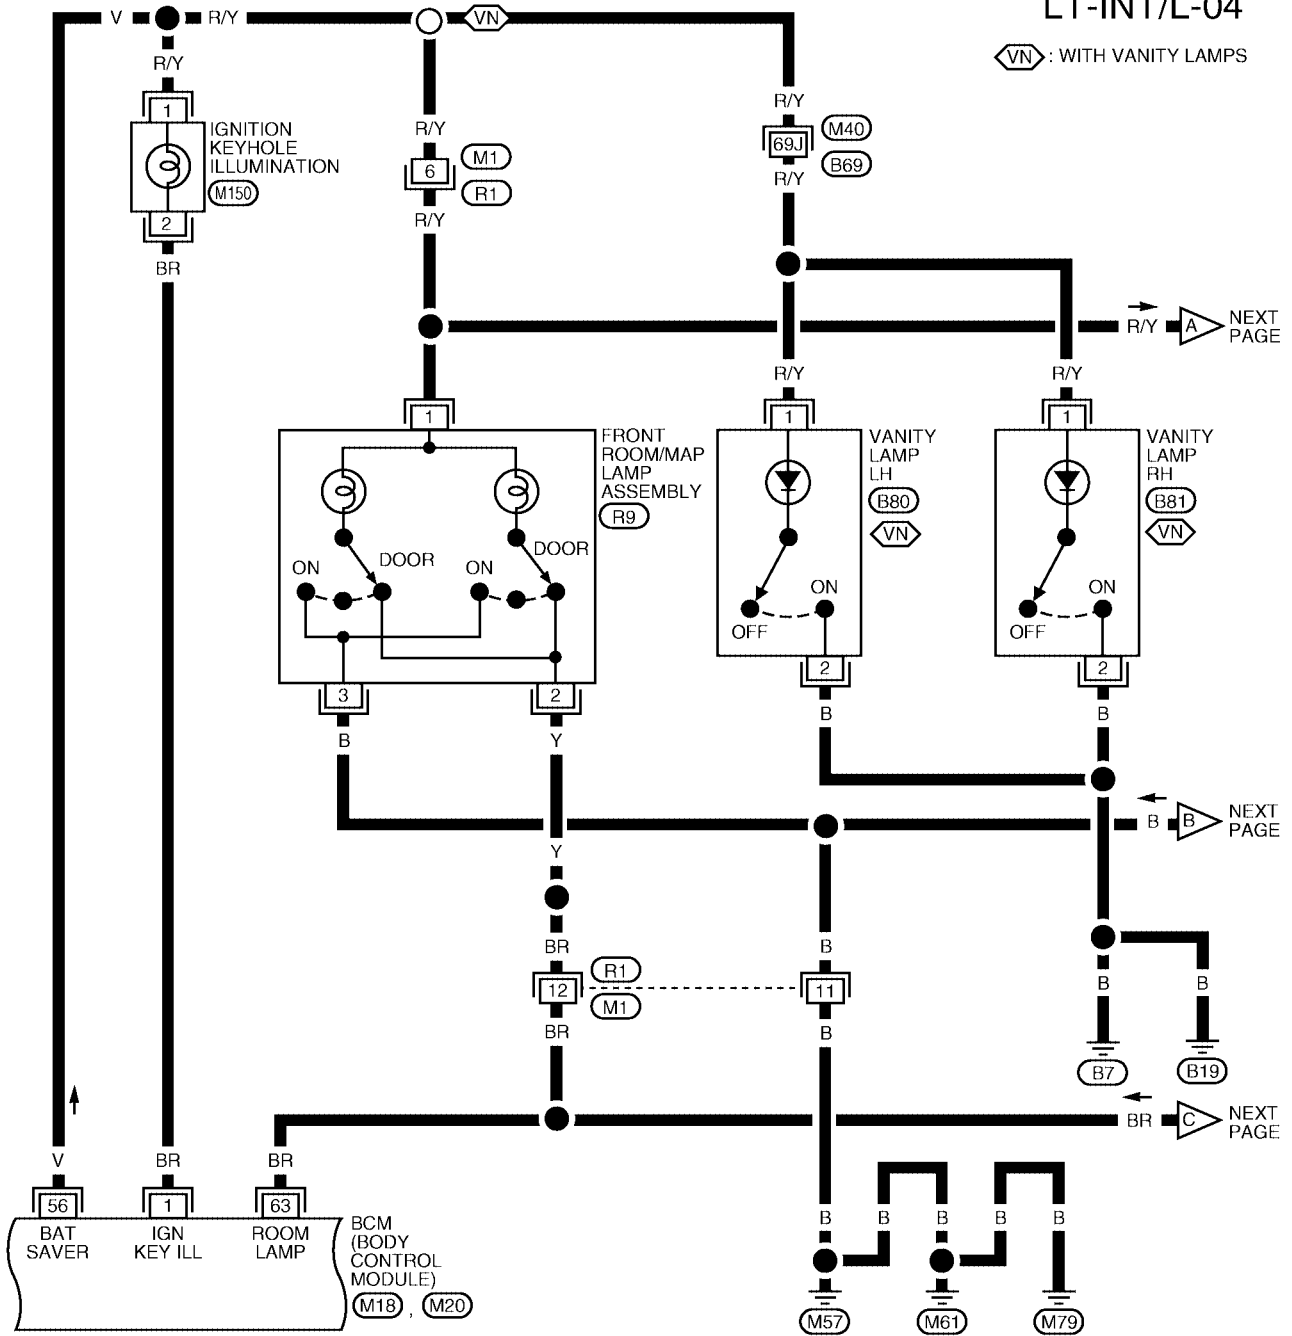 LT-INT/L-04
VN : WITH VANITY LAMPS
V R/Y VN
R/Y
R/Y
1
IGNITION
KEYHOLE
ILLUMINATION
M150
2
BR
R/Y
6
M1
R1
R/Y
69J
M40
B69
R/Y
R/Y A NEXT
PAGE
R/Y
R/Y
1
FRONT
ROOM/MAP
LAMP
ASSEMBLY
R9
ON
DOOR
ON
DOOR
3
2
B
Y
1
VANITY
LAMP
LH
B80
VN
ON
OFF
2
B
1
VANITY
LAMP
RH
B81
VN
ON
OFF
2
B
B B NEXT
PAGE
Y
BR
12
R1
M1
BR
B
11
B
B
B
B7
B19
BR C NEXT
PAGE
V
BR
BR
56
1
63
BAT
SAVER
IGN
KEY ILL
ROOM
LAMP
BCM
(BODY
CONTROL
MODULE)
M18 , M20
B
B
B
B
B
M57
M61
M79